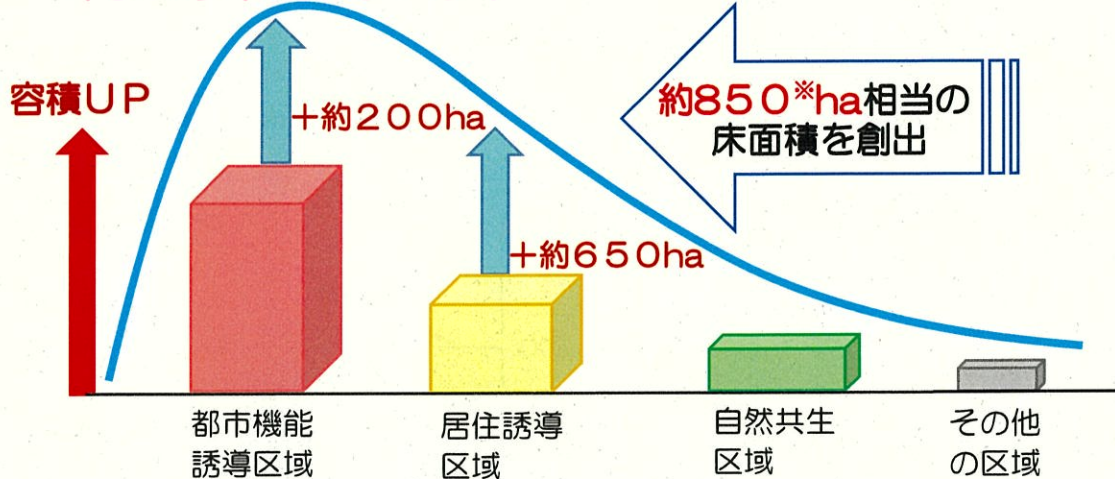 容積UP
＋約200ha
＋約650ha
約850※ha相当の
床面積を創出
都市機能
誘導区域
居住誘導
区域
自然共生
区域
その他
の区域